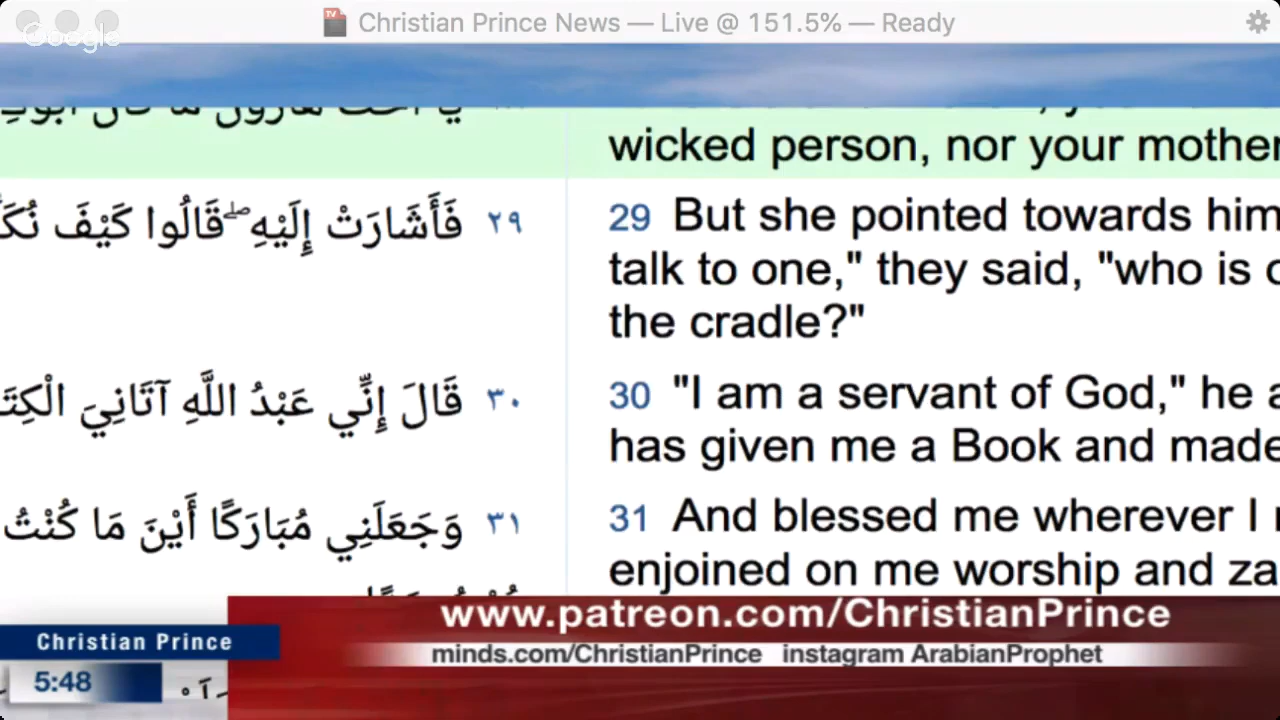 Christian Prince News — Live @ 151.5% — Ready
Google
wicked person, nor your mother
فَأَشَارَتْ إِلَيْهِ ۖ قَالُوا كَيْفَ ٢٩
29 But she pointed towards him
talk to one," they said, "who is
the cradle?"
قَالَ إِنِّي عَبْدُ اللَّهِ آتَانِيَ ٣٠
30 "I am a servant of God," he
has given me a Book and made
وَجَعَلَنِي مُبَارَكًا أَيْنَ مَا كُنْتُ ٣١
31 And blessed me wherever I
enjoined on me worship and
www.patreon.com/ChristianPrince
Christian Prince
minds.com/ChristianPrince instagram ArabianProphet
5:48